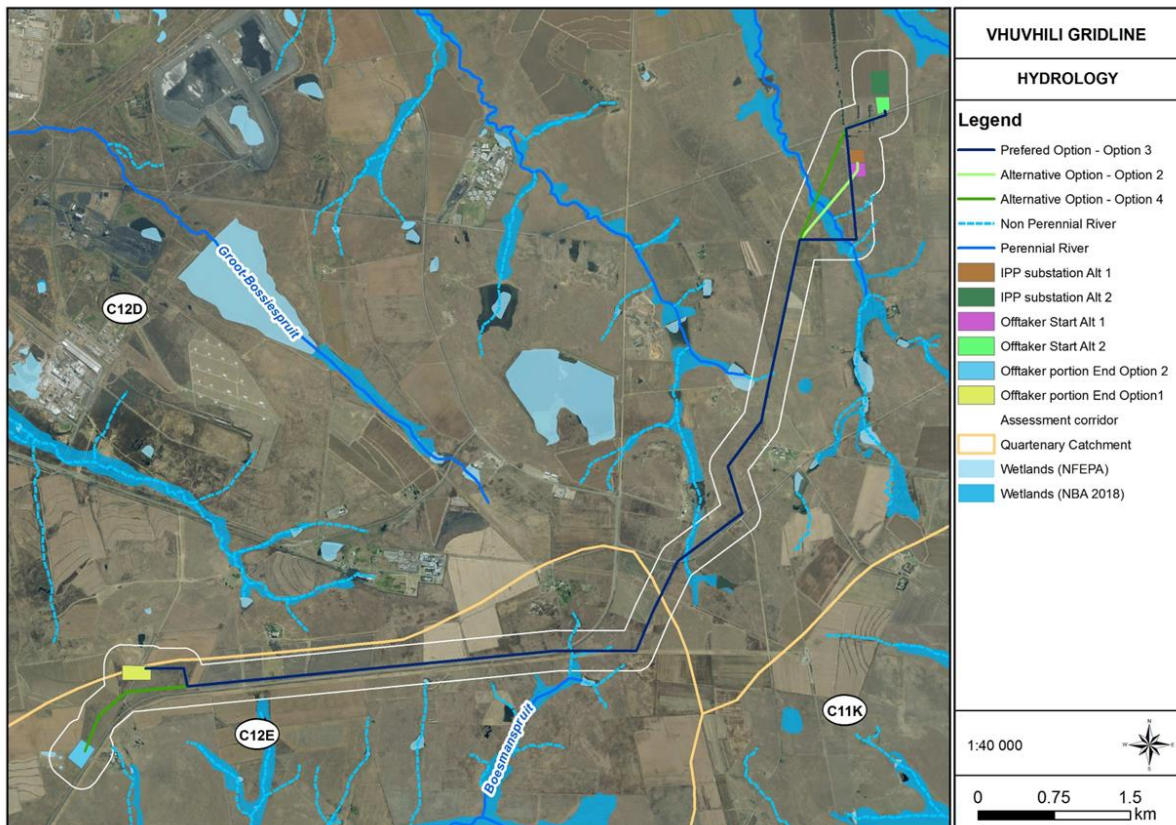 VHUVHILI GRIDLINE
HYDROLOGY
Legend
Prefered Option - Option 3
Alternative Option - Option 2
Alternative Option - Option 4
Non Perennial River
Perennial River
IPP substation Alt 1
IPP substation Alt 2
Offtaker Start Alt 1
Offtaker Start Alt 2
Offtaker portion End Option 2
Offtaker portion End Option1
Assessment corridor
Quartenary Catchment
Wetlands (NFEPA)
Wetlands (NBA 2018)
1:40 000
N
W E
S
0 0.75 1.5
km
Groot-Bossiespruit
C12D
C12E
Boesmanspruit
C11K